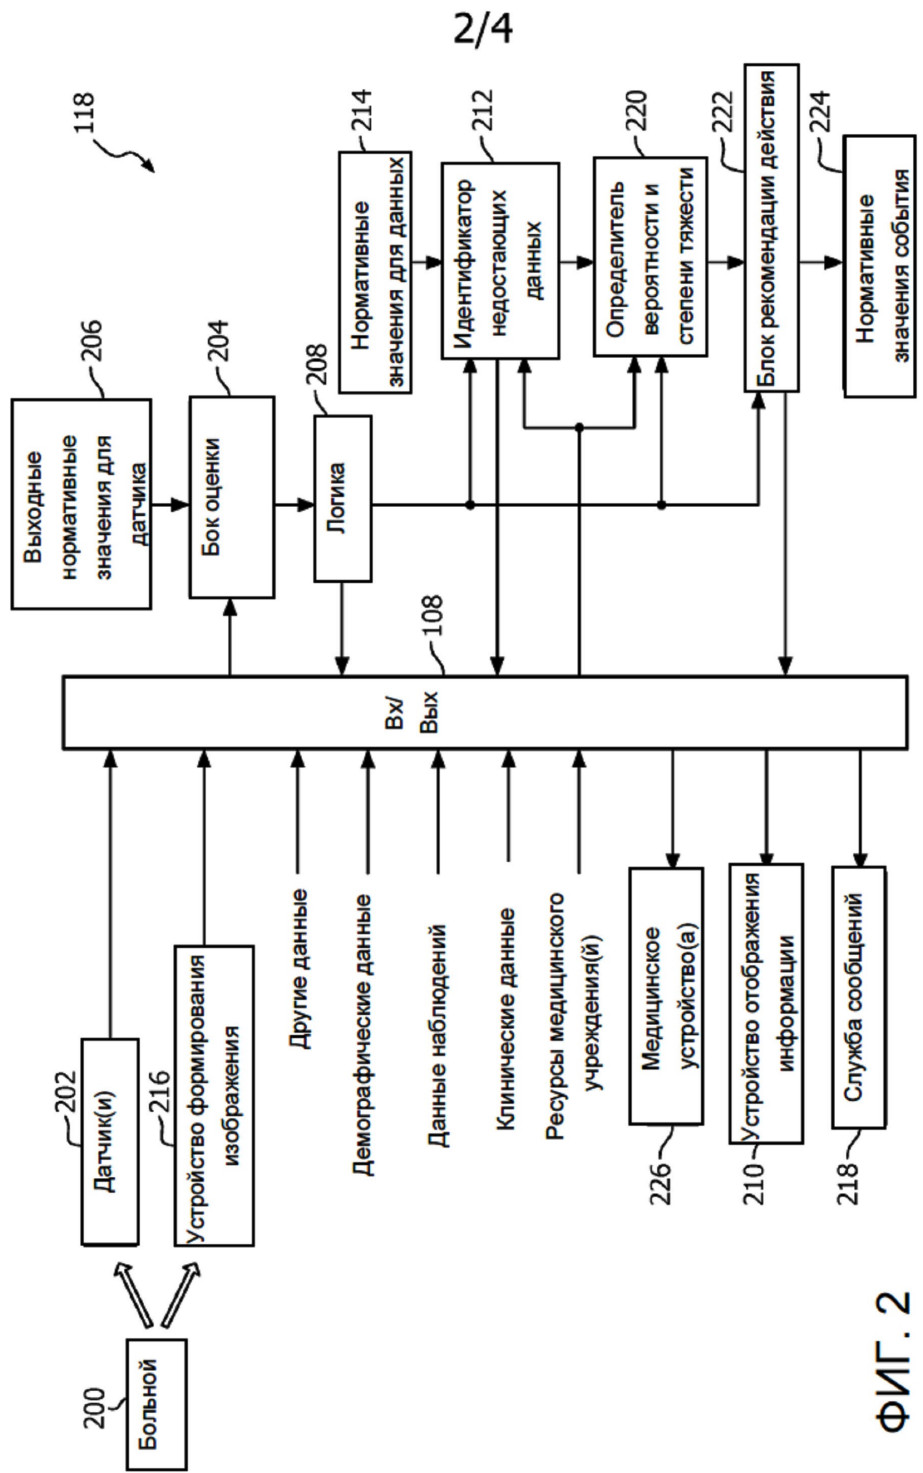 2/4
118
206
Выходные
нормативные
значения для
датчика
204
Бок оценки
208
Логика
214
Нормативные
значения для данных
212
Идентификатор
недостающих
данных
220
Определитель
вероятности и
степени тяжести
222
Блок рекомендации действия
224
Нормативные
значения события
108
Вх/
Вых
200
Больной
202
Датчик(и)
216
Устройство формирования
изображения
Другие данные
Демографические данные
Данные наблюдений
Клинические данные
Ресурсы медицинского
учреждения(й)
226
Медицинское
устройство(а)
210
Устройство отображения
информации
218
Служба сообщений
ФИГ. 2